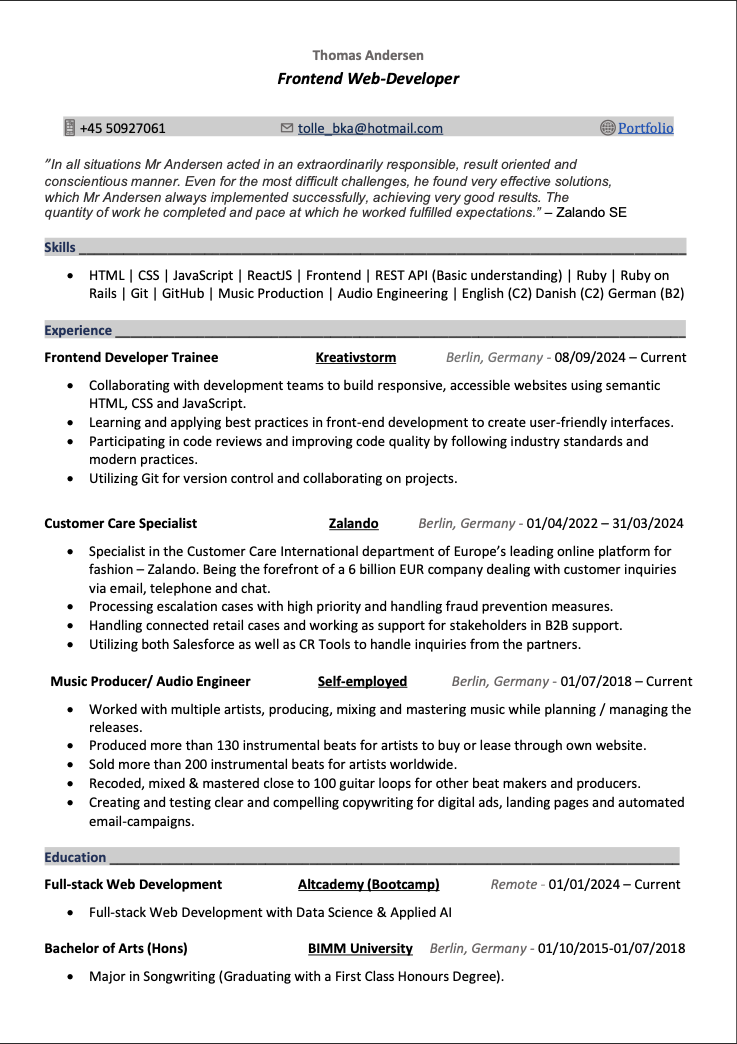 Thomas Andersen
Frontend Web-Developer
+45 50927061 tolle_bka@hotmail.com Portfolio
”In all situations Mr Andersen acted in an extraordinarily responsible, result oriented and
conscientious manner. Even for the most difficult challenges, he found very effective solutions,
which Mr Andersen always implemented successfully, achieving very good results. The
quantity of work he completed and pace at which he worked fulfilled expectations.” – Zalando SE
Skills
• HTML | CSS | JavaScript | ReactJS | Frontend | REST API (Basic understanding) | Ruby | Ruby on
Rails | Git | GitHub | Music Production | Audio Engineering | English (C2) Danish (C2) German (B2)
Experience
Frontend Developer Trainee Kreativstorm Berlin, Germany - 08/09/2024 – Current
• Collaborating with development teams to build responsive, accessible websites using semantic
HTML, CSS and JavaScript.
• Learning and applying best practices in front-end development to create user-friendly interfaces.
• Participating in code reviews and improving code quality by following industry standards and
modern practices.
• Utilizing Git for version control and collaborating on projects.
Customer Care Specialist Zalando Berlin, Germany - 01/04/2022 – 31/03/2024
• Specialist in the Customer Care International department of Europe’s leading online platform for
fashion – Zalando. Being the forefront of a 6 billion EUR company dealing with customer inquiries
via email, telephone and chat.
• Processing escalation cases with high priority and handling fraud prevention measures.
• Handling connected retail cases and working as support for stakeholders in B2B support.
• Utilizing both Salesforce as well as CR Tools to handle inquiries from the partners.
Music Producer/ Audio Engineer Self-employed Berlin, Germany - 01/07/2018 – Current
• Worked with multiple artists, producing, mixing and mastering music while planning / managing the
releases.
• Produced more than 130 instrumental beats for artists to buy or lease through own website.
• Sold more than 200 instrumental beats for artists worldwide.
• Recoded, mixed & mastered close to 100 guitar loops for other beat makers and producers.
• Creating and testing clear and compelling copywriting for digital ads, landing pages and automated
email-campaigns.
Education
Full-stack Web Development Altcademy (Bootcamp) Remote - 01/01/2024 – Current
• Full-stack Web Development with Data Science & Applied AI
Bachelor of Arts (Hons) BIMM University Berlin, Germany - 01/10/2015-01/07/2018
• Major in Songwriting (Graduating with a First Class Honours Degree).